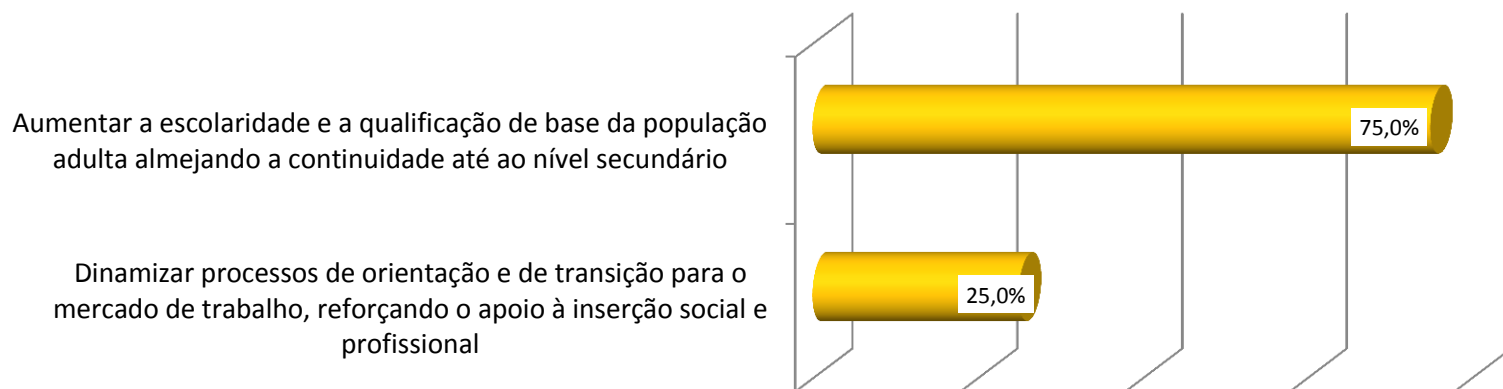 Aumentar a escolaridade e a qualificação de base da população
adulta almejando a continuidade até ao nível secundário
75,0%
Dinamizar processos de orientação e de transição para o
mercado de trabalho, reforçando o apoio à inserção social e
profissional
25,0%